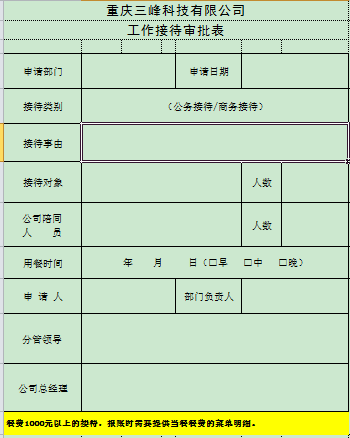 重庆三峰科技有限公司
工作接待审批表
申请部门 申请日期
接待类别 （公务接待/商务接待）
接待事由
接待对象 人数
公司陪同
人 员 人数
用餐时间 年 月 日（□早 □中 □晚）
申 请 人 部门负责人
分管领导
公司总经理
餐费1000元以上的接待，报账时需要提供当餐餐费的菜单明细。